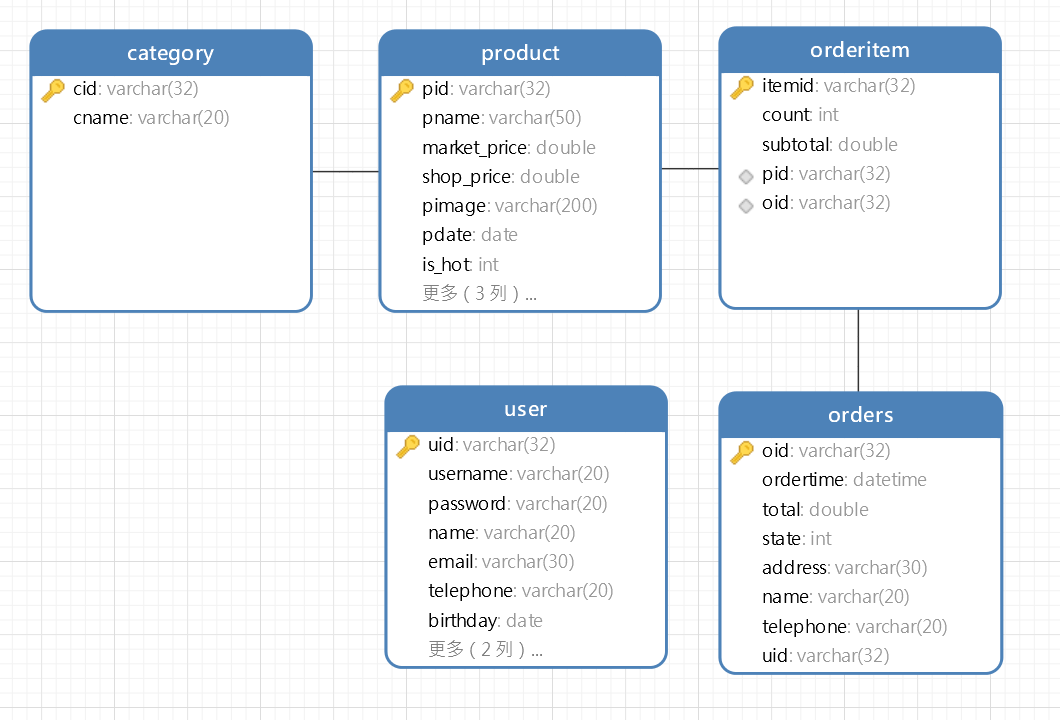 category
cid: varchar(32)
cname: varchar(20)
product
pid: varchar(32)
pname: varchar(50)
market_price: double
shop_price: double
pimage: varchar(200)
pdate: date
is_hot: int
更多 ( 3 列 ) ...
orderitem
itemid: varchar(32)
count: int
subtotal: double
pid: varchar(32)
oid: varchar(32)
user
uid: varchar(32)
username: varchar(20)
password: varchar(20)
name: varchar(20)
email: varchar(30)
telephone: varchar(20)
birthday: date
更多 ( 2 列 ) ...
orders
oid: varchar(32)
ordertime: datetime
total: double
state: int
address: varchar(30)
name: varchar(20)
telephone: varchar(20)
uid: varchar(32)